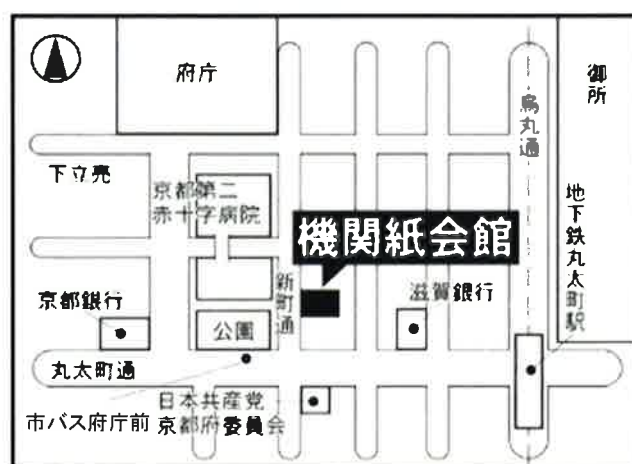 府庁
御所
烏丸通
下立売
京都第二
赤十字病院
地下鉄丸太町駅
機関紙会館
新町通
滋賀銀行
京都銀行
公園
丸太町通
日本共産党
市バス府庁前
京都府委員会